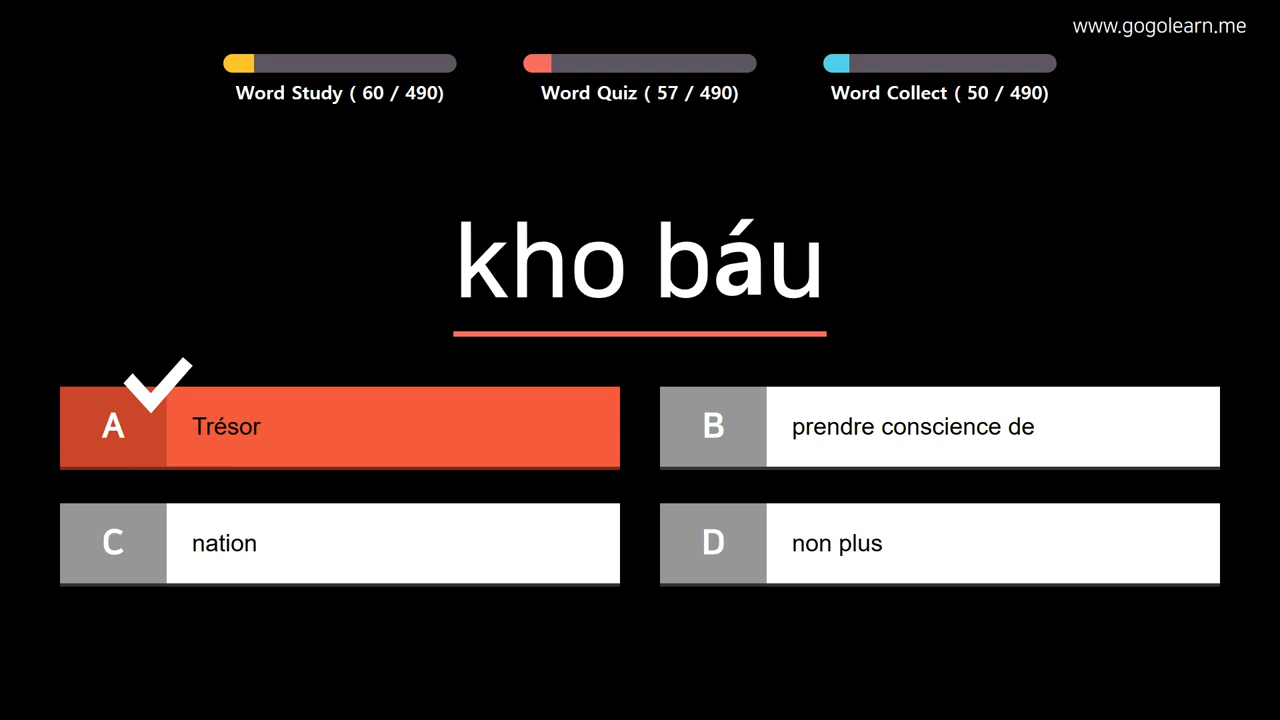 www.gogolearn.me
Word Study ( 60 / 490)
Word Quiz ( 57 / 490)
Word Collect ( 50 / 490)
kho báu
A Trésor
B prendre conscience de
C nation
D non plus